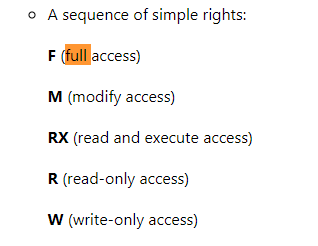 A sequence of simple rights:
F (full access)
M (modify access)
RX (read and execute access)
R (read-only access)
W (write-only access)